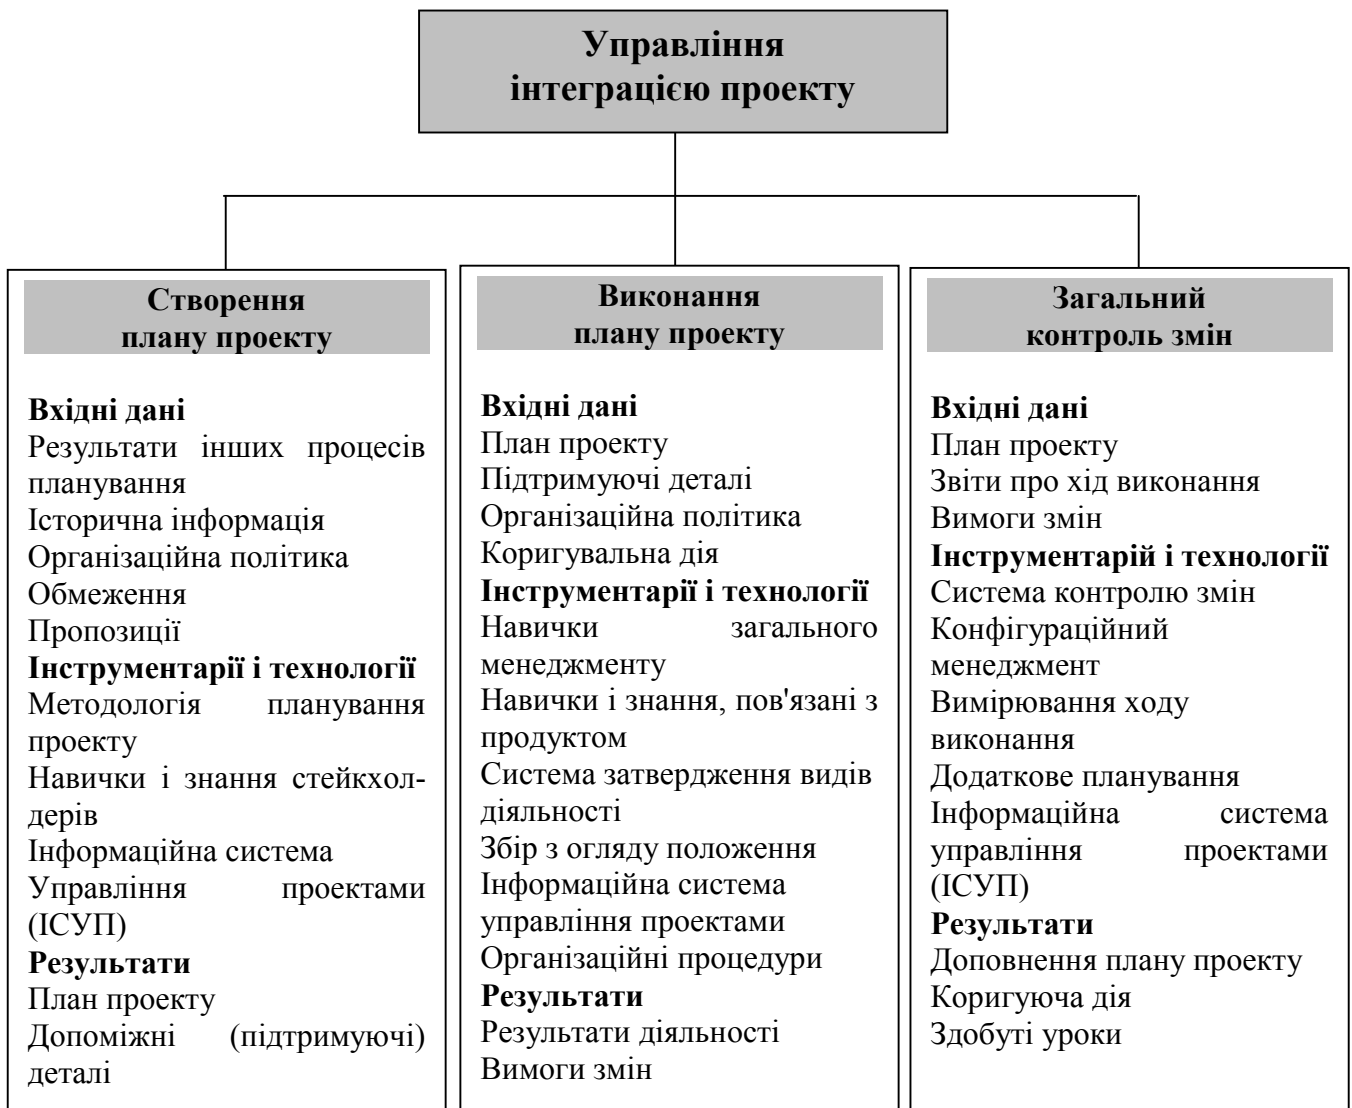 Управління
інтеграцією проекту
Створення
плану проекту
Вхідні дані
Результати інших процесів
планування
Історична інформація
Організаційна політика
Обмеження
Пропозиції
Інструментарії і технології
Методологія планування
проекту
Навички і знання стейкхол-
дерів
Інформаційна система
Управління проектами
(ІСУП)
Результати
План проекту
Допоміжні (підтримуючі)
деталі
Виконання
плану проекту
Вхідні дані
План проекту
Підтримуючі деталі
Організаційна політика
Коригувальна дія
Інструментарії і технології
Навички загального
менеджменту
Навички і знання, пов'язані з
продуктом
Система затвердження видів
діяльності
Збір з огляду положення
Інформаційна система
управління проектами
Організаційні процедури
Результати
Результати діяльності
Вимоги змін
Загальний
контроль змін
Вхідні дані
План проекту
Звіти про хід виконання
Вимоги змін
Інструментарій і технології
Система контролю змін
Конфігураційний
менеджмент
Вимірювання ходу
виконання
Додаткове планування
Інформаційна система
управління проектами
(ІСУП)
Результати
Доповнення плану проекту
Коригуюча дія
Здобуті уроки